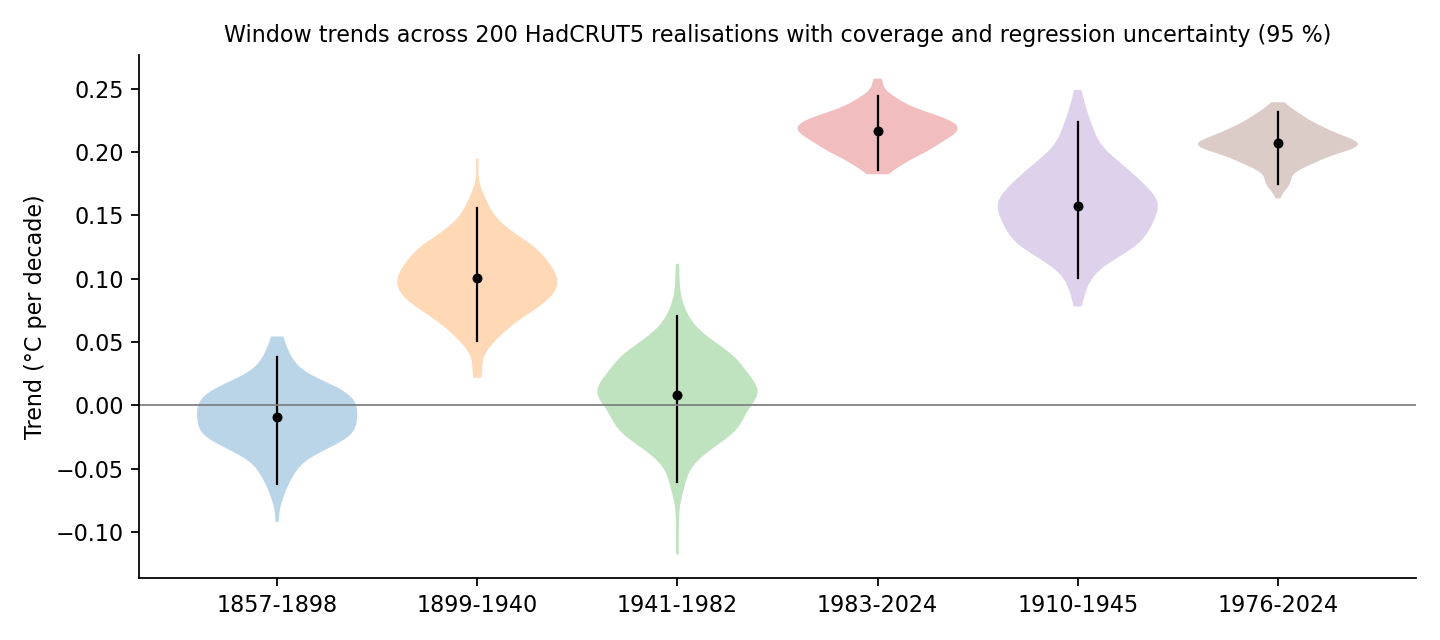 Window trends across 200 HadCRUT5 realisations with coverage and regression uncertainty (95 %)
Trend (°C per decade)
0.25
0.20
0.15
0.10
0.05
0.00
−0.05
−0.10
1857-1898 1899-1940 1941-1982 1983-2024 1910-1945 1976-2024